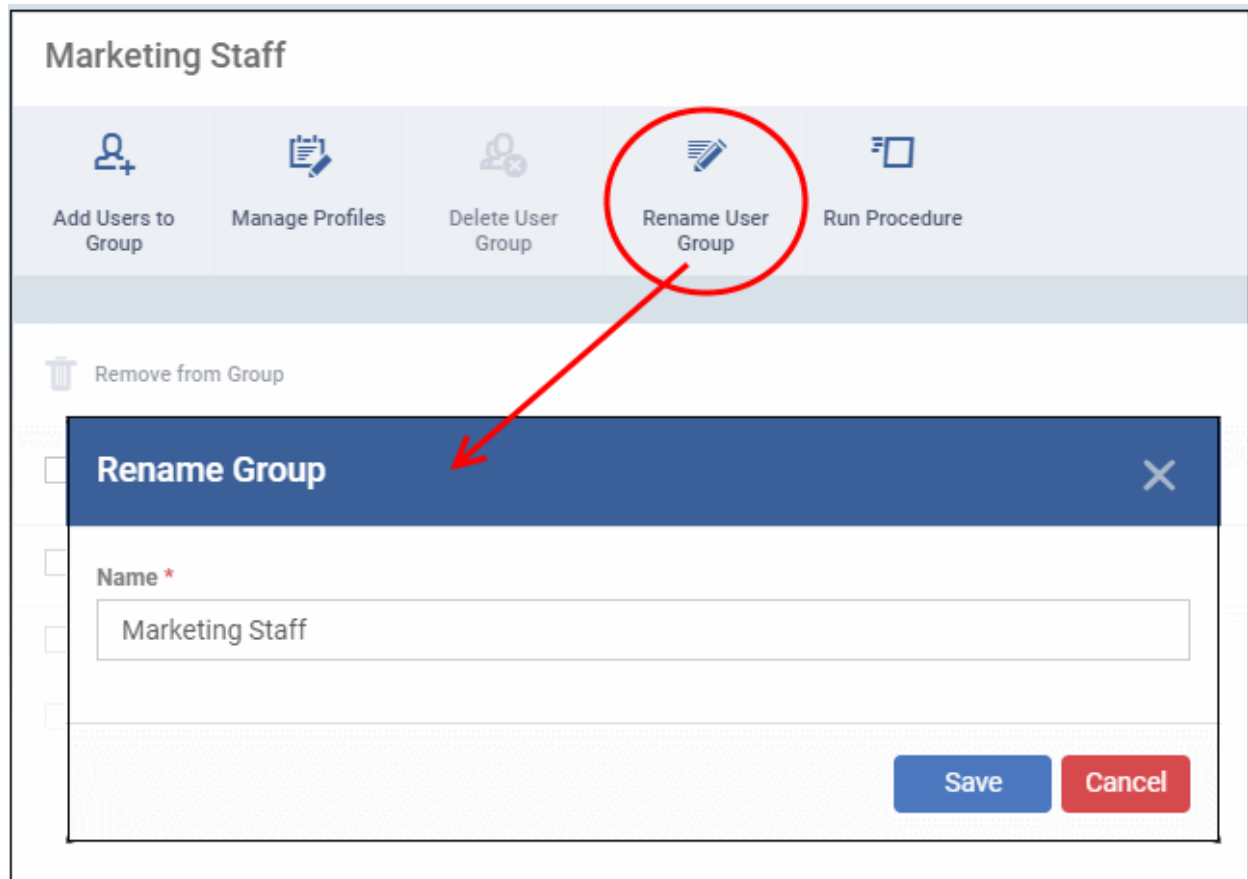 Marketing Staff
Add Users to
Group
Manage Profiles
Delete User
Group
Rename User
Group
Run Procedure
Remove from Group
Rename Group
Name *
Marketing Staff
Save
Cancel